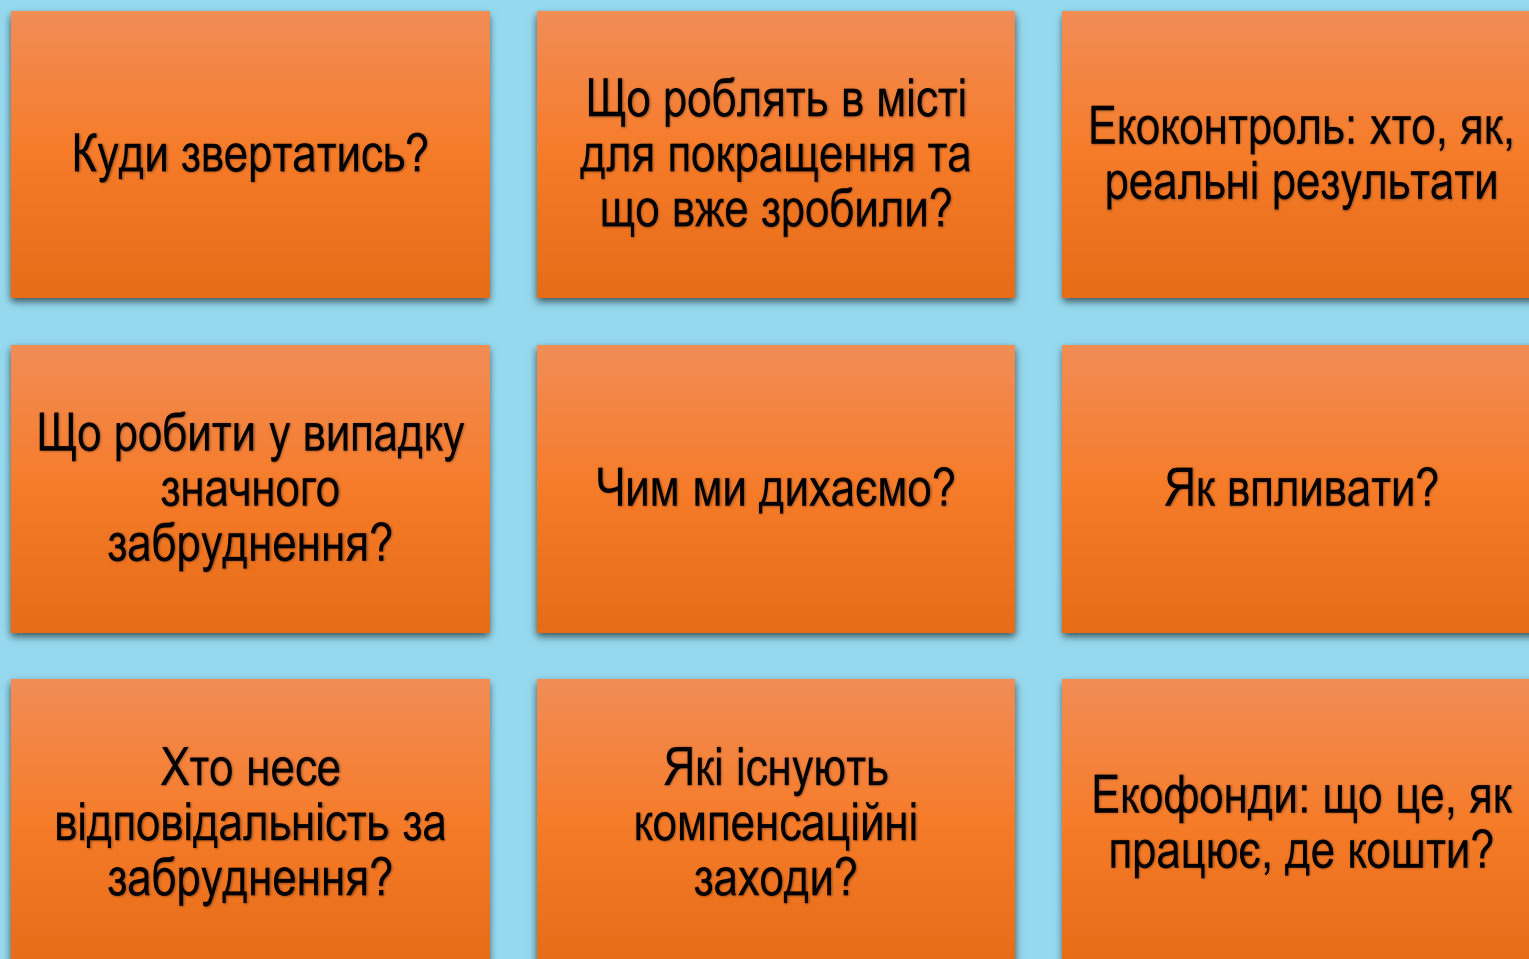 Куди звертатись?
Що роблять в місті
для покращення та
що вже зробили?
Екоконтроль: хто, як,
реальні результати
Що робити у випадку
значного
забруднення?
Чим ми дихаємо?
Як впливати?
Хто несе
відповідальність за
забруднення?
Які існують
компенсаційні
заходи?
Екофонди: що це, як
працює, де кошти?